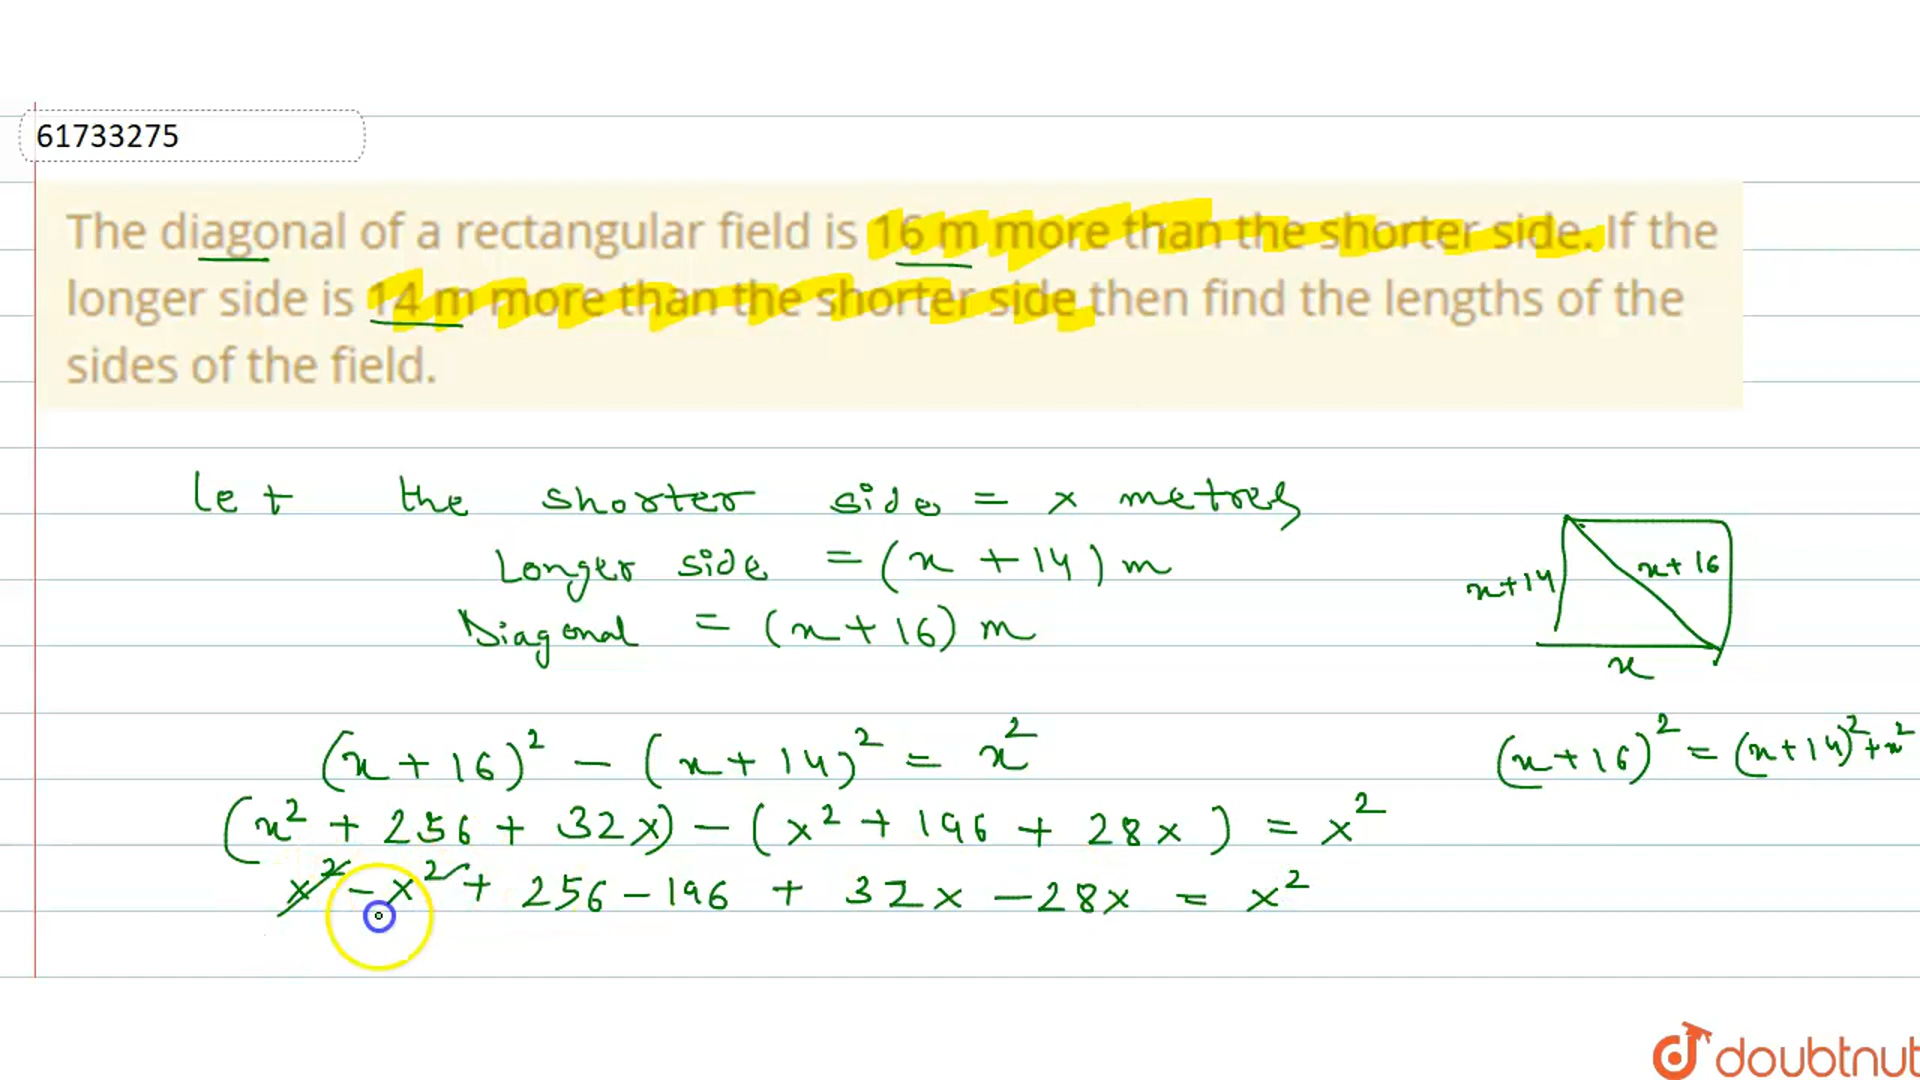 61733275
The diagonal of a rectangular field is 16 m more than the shorter side. If the
longer side is 14 m more than the shorter side then find the lengths of the
sides of the field.
Let the shorter side = x metres
Longer side = (x + 14) m
Diagonal = (x + 16) m
x + 14
x + 16
x
(x + 16)² - (x + 14)² = x²
(x + 16)² = (x + 14)² + x²
(x² + 256 + 32x) - (x² + 196 + 28x) = x²
x² - x² + 256 - 196 + 32x - 28x = x²
doubtnut